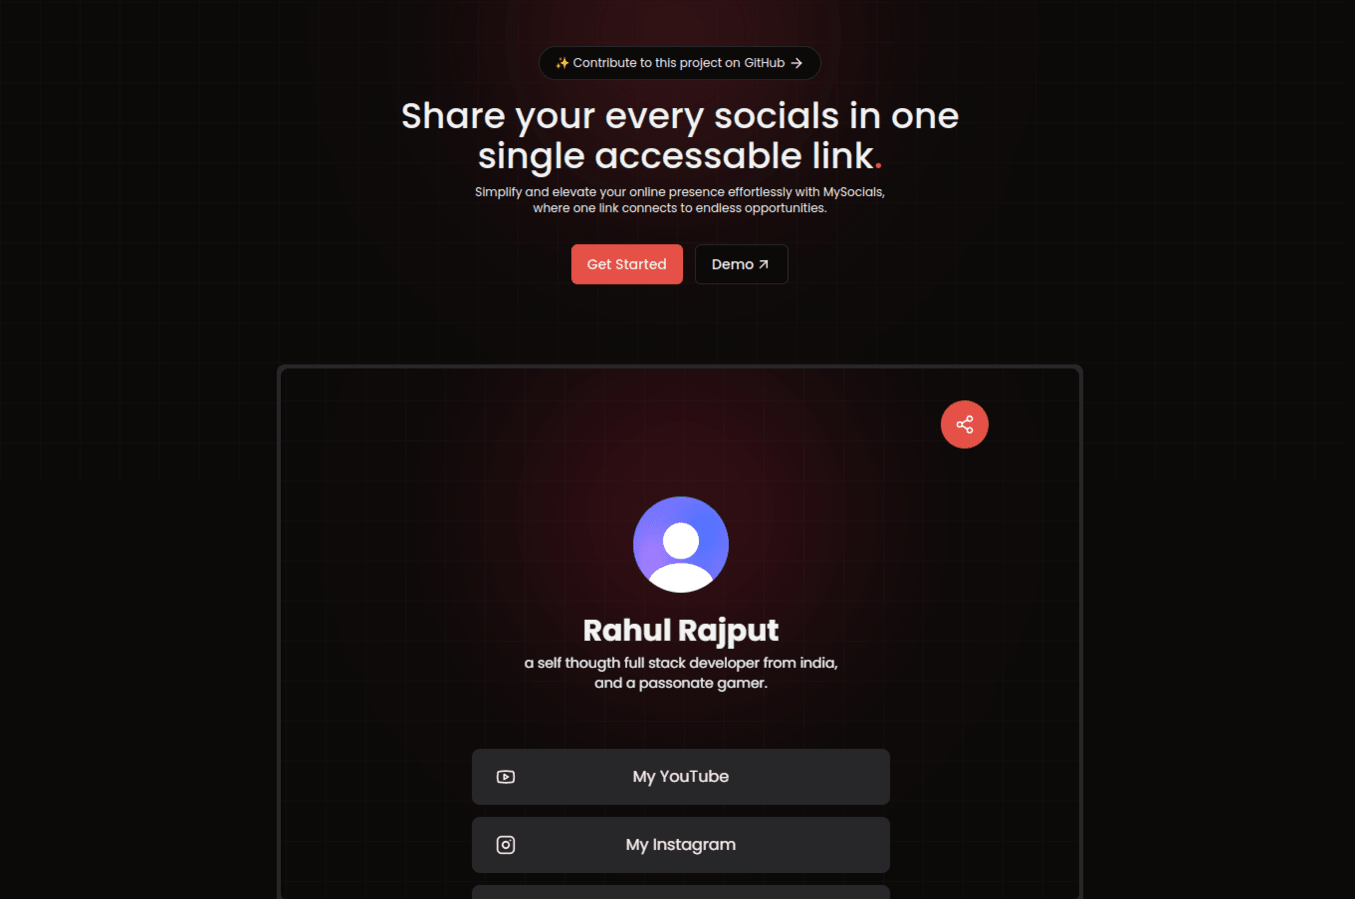 ✨ Contribute to this project on GitHub →
Share your every socials in one
single accessable link.
Simplify and elevate your online presence effortlessly with MySocials,
where one link connects to endless opportunities.
Get Started
Demo ↗
Rahul Rajput
a self thougth full stack developer from india,
and a passonate gamer.
My YouTube
My Instagram